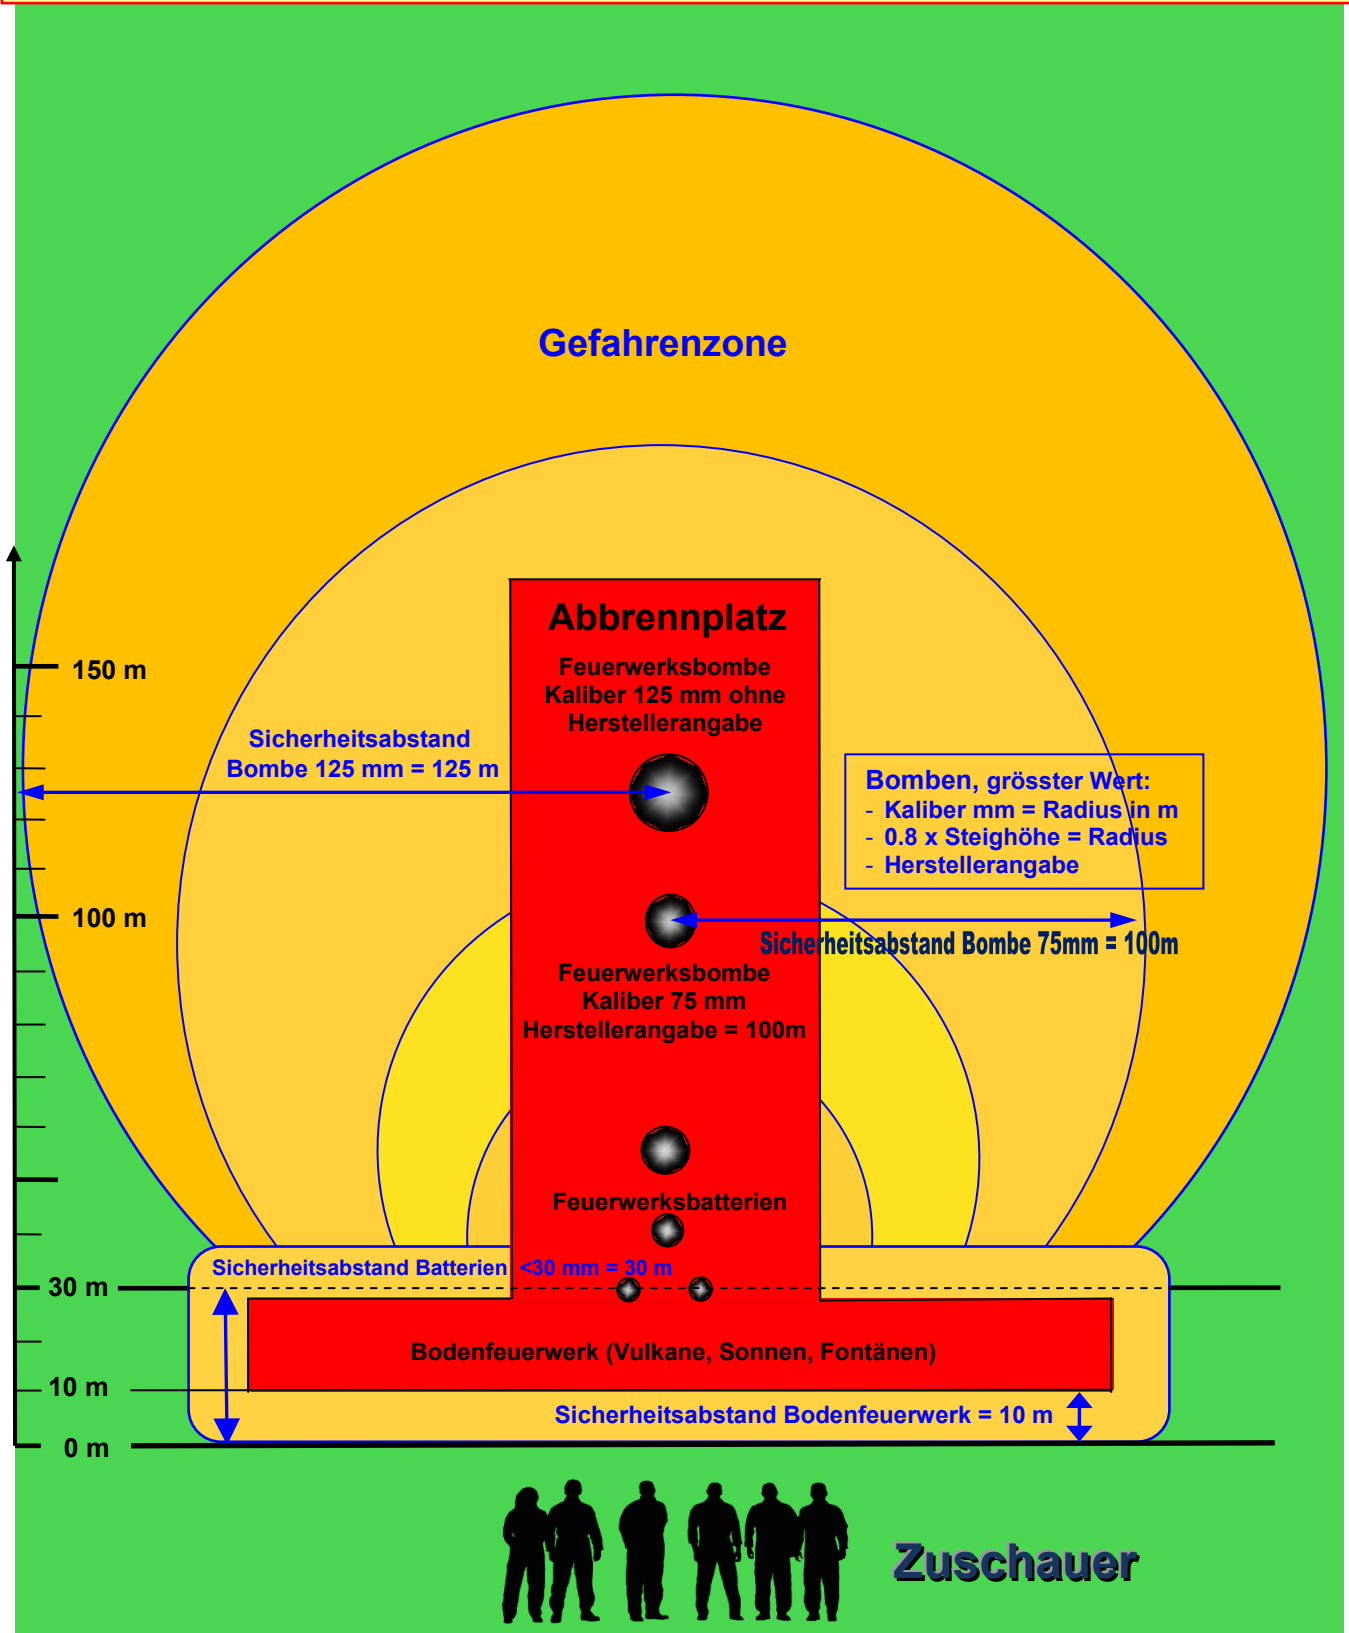 Gefahrenzone
Abbrennplatz
Feuerwerksbombe
Kaliber 125 mm ohne
Herstellerangabe
150 m
Sicherheitsabstand
Bombe 125 mm = 125 m
Bomben, grösster Wert:
- Kaliber mm = Radius in m
- 0.8 x Steighöhe = Radius
- Herstellerangabe
100 m
Sicherheitsabstand Bombe 75mm = 100m
Feuerwerksbombe
Kaliber 75 mm
Herstellerangabe = 100m
Feuerwerksbatterien
Sicherheitsabstand Batterien <30 mm = 30 m
30 m
Bodenfeuerwerk (Vulkane, Sonnen, Fontänen)
10 m
Sicherheitsabstand Bodenfeuerwerk = 10 m
0 m
Zuschauer